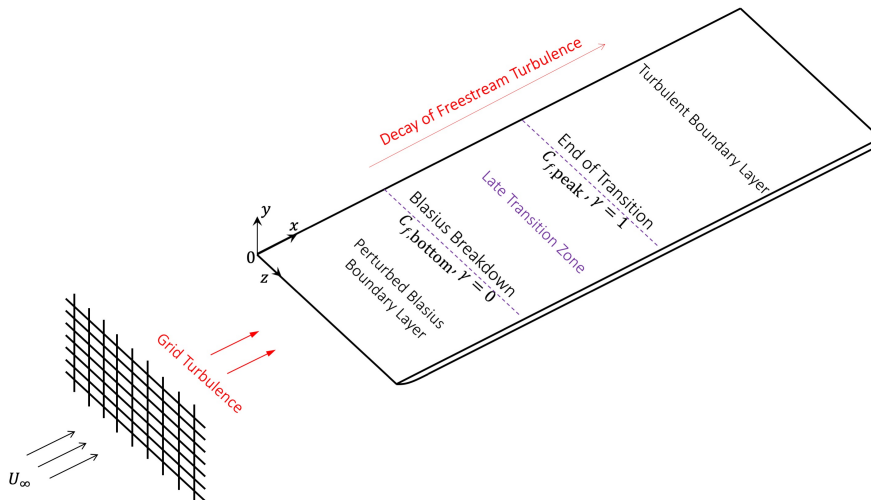 Decay of Freestream Turbulence
Turbulent Boundary
Layer
End of Transition
C_f,peak, γ = 1
Late Transition Zone
Blasius Breakdown
C_f,bottom, γ = 0
Perturbed Blasius
Boundary Layer
y
x
0
z
Grid Turbulence
U∞